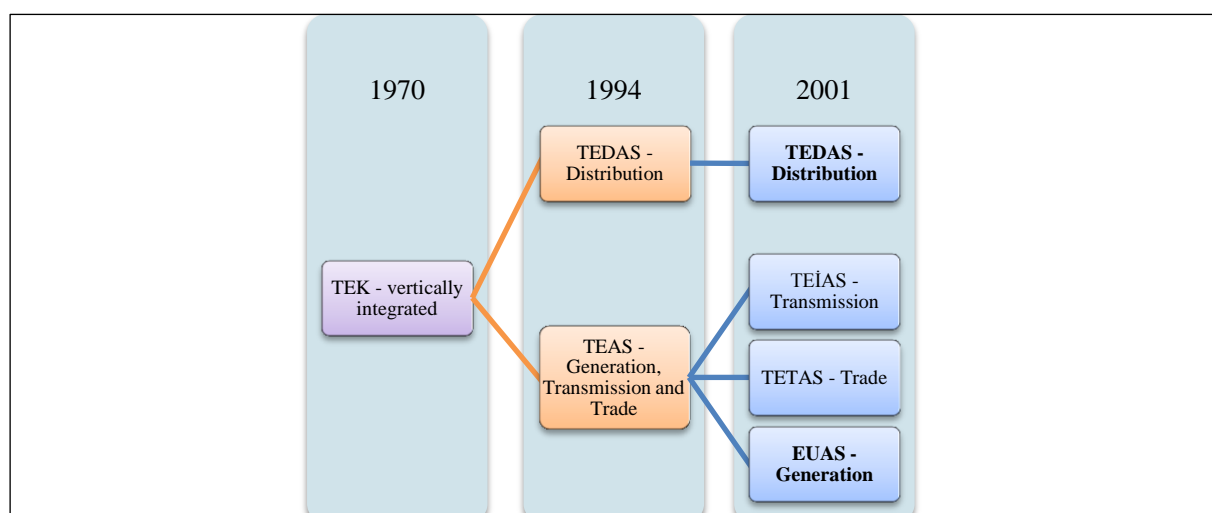 1970
1994
2001
TEK - vertically
integrated
TEDAS -
Distribution
TEAS -
Generation,
Transmission and
Trade
TEDAS -
Distribution
TEİAS -
Transmission
TETAS - Trade
EUAS -
Generation